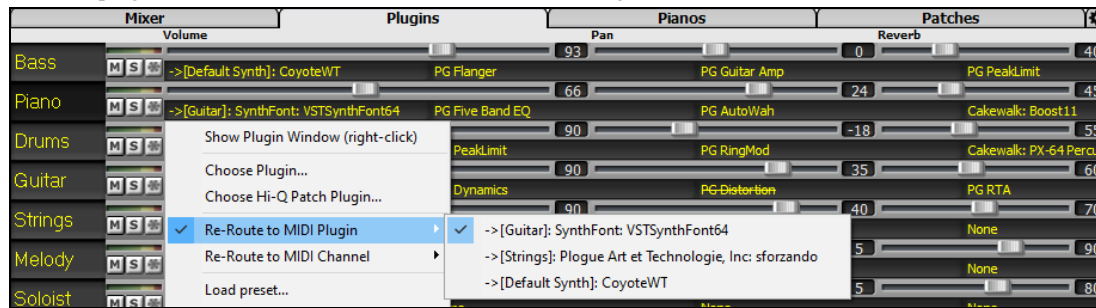 Mixer Plugins Pianos Patches
Volume Pan Reverb
Bass M S 93 0 40
->[Default Synth]: CoyoteWT PG Flanger PG Guitar Amp PG PeakLimit
Piano M S 66 24 45
->[Guitar]: SynthFont: VSTSynthFont64 PG Five Band EQ PG AutoWah Cakewalk: Boost11
Drums M S 90 -18 55
PeakLimit PG RingMod Cakewalk: PX-64 Percu
Guitar M S 90 35 60
Dynamics PG Distortion PG RTA
Strings M S 90 40 70
None
Melody M S 5 90
None
Soloist M S 5 80
Show Plugin Window (right-click)
Choose Plugin...
Choose Hi-Q Patch Plugin...
Re-Route to MIDI Plugin
Re-Route to MIDI Channel
Load preset...
->[Guitar]: SynthFont: VSTSynthFont64
->[Strings]: Plogue Art et Technologie, Inc: sforzando
->[Default Synth]: CoyoteWT